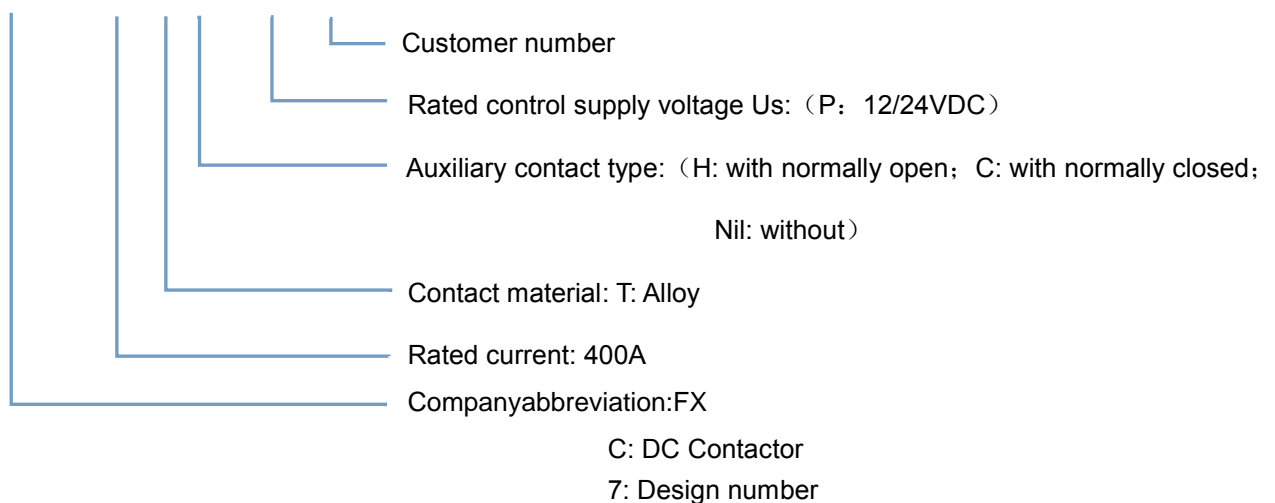 Customer number
Rated control supply voltage Us:（P：12/24VDC）
Auxiliary contact type:（H: with normally open；C: with normally closed；
Nil: without）
Contact material: T: Alloy
Rated current: 400A
Companyabbreviation:FX
C: DC Contactor
7: Design number